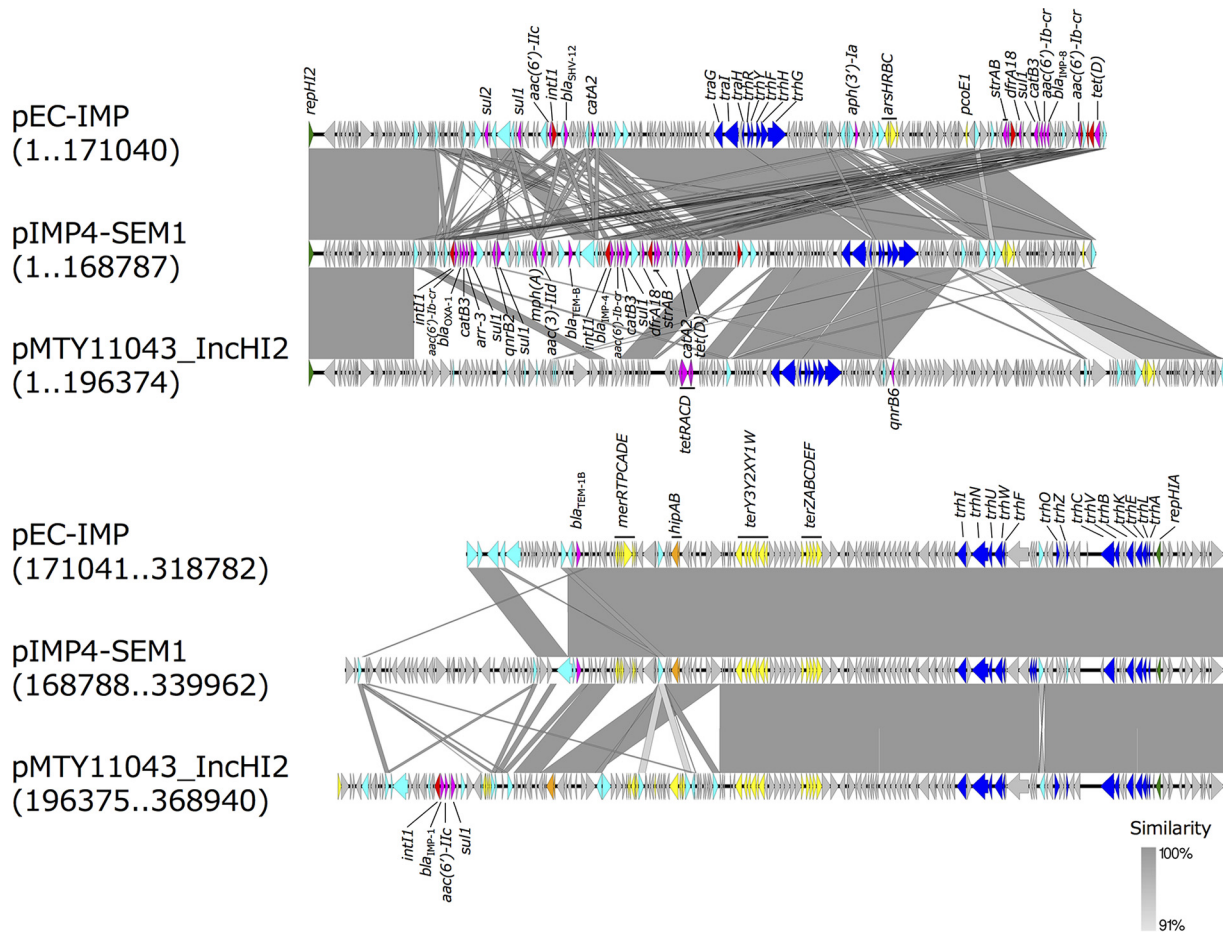 repHI2
sul2
sul1
aac(6')-IIc
intI1
blaSHV-12
catA2
traG
traI
traH
trhR
trhY
trhF
trhH
trhG
aph(3')-Ia
arsHRBC
pcoE1
strAB
dfrA18
sul1
catB3
aac(6')-Ib-cr
blaIMP-8
aac(6')-Ib-cr
tet(D)
pEC-IMP
(1..171040)
pIMP4-SEM1
(1..168787)
intI1
aac(6')-Ib-cr
blaOXA-1
catB3
arr-3
sul1
qnrB2
sul1
mph(A)
aac(3)-IId
blaTEM-B
intI1
blaIMP-4
aac(6')-Ib-cr
catB3
sul1
dfrA18
strAB
catA2
tet(D)
pMTY11043_IncHI2
(1..196374)
tetRACD
qnrB6
blaTEM-1B
merRTPCADE
hipAB
terY3Y2XY1W
terZABCDEF
trhI
trhN
trhU
trhW
trhF
trhO
trhZ
trhC
trhV
trhB
trhK
trhE
trhL
trhA
repHIA
pEC-IMP
(171041..318782)
pIMP4-SEM1
(168788..339962)
pMTY11043_IncHI2
(196375..368940)
intI1
blaIMP-1
aac(6')-IIc
sul1
Similarity
100%
91%